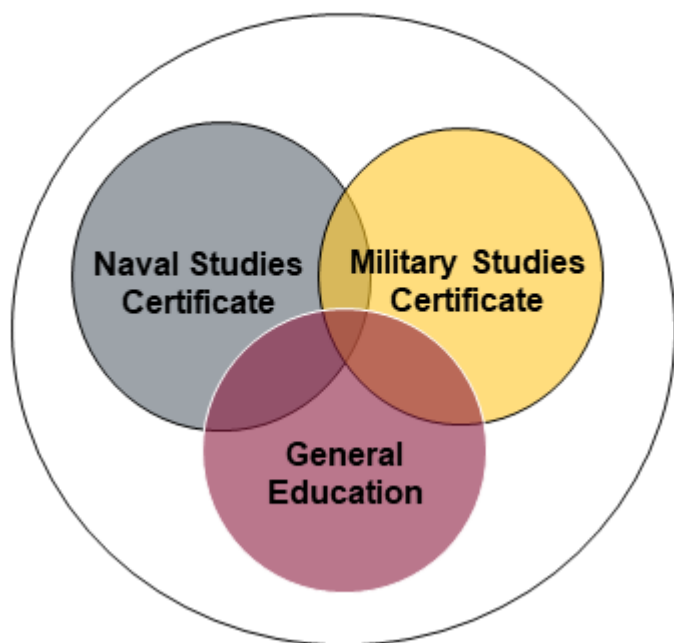 Naval Studies
Certificate
Military Studies
Certificate
General
Education